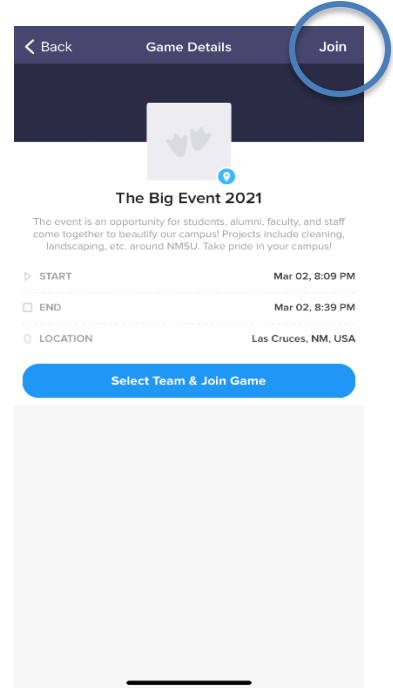 Back Game Details Join
The Big Event 2021
The event is an opportunity for students, alumni, faculty, and staff
come together to beautify our campus! Projects include cleaning,
landscaping, etc. around NMSU. Take pride in your campus!
START Mar 02, 8:09 PM
END Mar 02, 8:39 PM
LOCATION Las Cruces, NM, USA
Select Team & Join Game